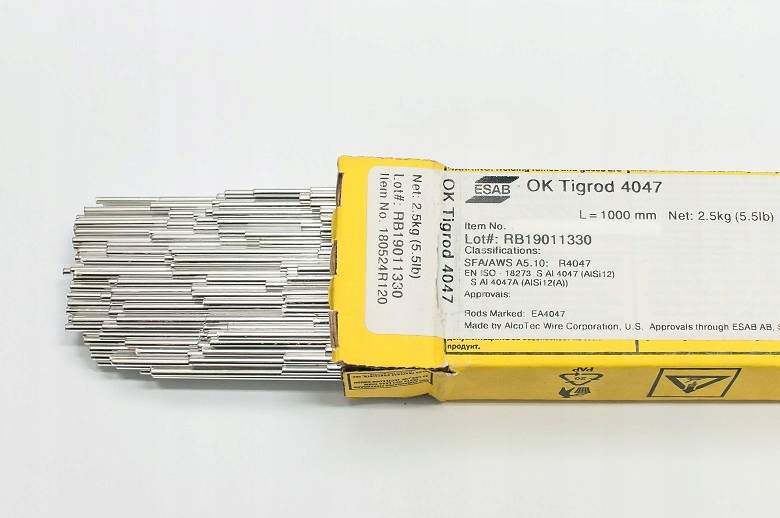 Net: 2.5kg (5.5lb)
Lot#: RB19011330
Item No. 180524R120
OK Tigrod 4047
ESAB
OK Tigrod 4047
L = 1000 mm Net: 2.5kg (5.5lb)
Item No.
Lot#: RB19011330
Classifications:
SFA/AWS A5.10: R4047
EN ISO - 18273 S Al 4047 (AlSi12)
S Al 4047A (AlSi12(A))
Approvals:
Rods Marked: EA4047
Made by AlcoTec Wire Corporation, U.S. Approvals through ESAB AB, S
продукт.
20
PAP